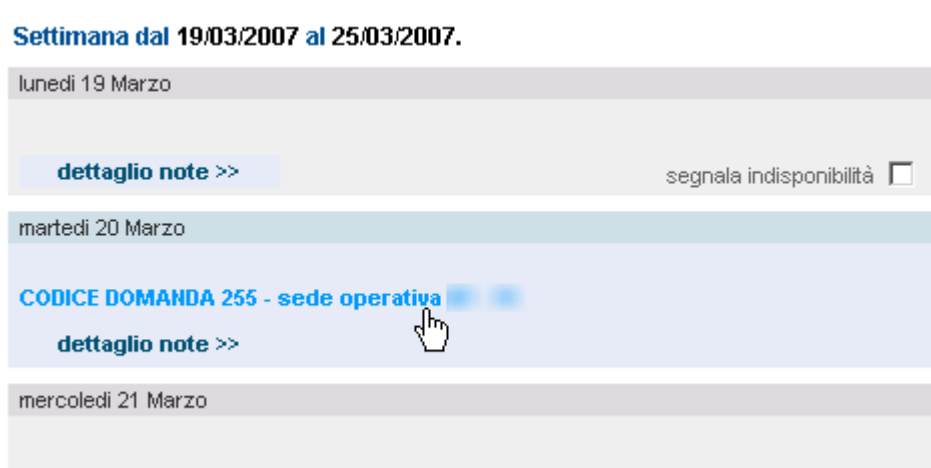 Settimana dal 19/03/2007 al 25/03/2007.
lunedì 19 Marzo
dettaglio note >>
segnala indisponibilità
martedì 20 Marzo
CODICE DOMANDA 255 - sede operativa
dettaglio note >>
mercoledì 21 Marzo